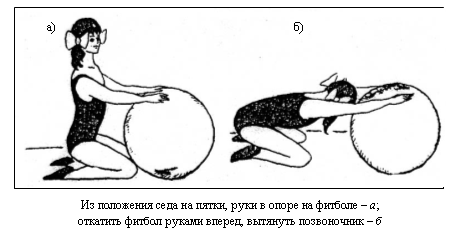 а)
б)
Из положения седа на пятки, руки в опоре на фитболе – а;
откатить фитбол руками вперед, вытянуть позвоночник – б